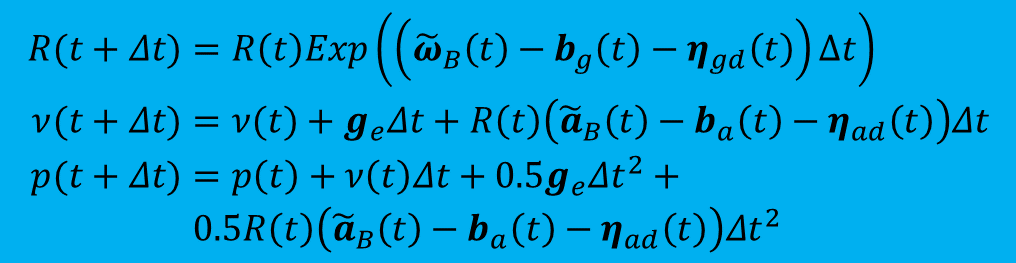 R(t + Δt) = R(t)Exp((ω̃_B(t) − b_g(t) − η_gd(t))Δt)
ν(t + Δt) = ν(t) + g_eΔt + R(t)(ã_B(t) − b_a(t) − η_ad(t))Δt
p(t + Δt) = p(t) + ν(t)Δt + 0.5g_eΔt² +
0.5R(t)(ã_B(t) − b_a(t) − η_ad(t))Δt²